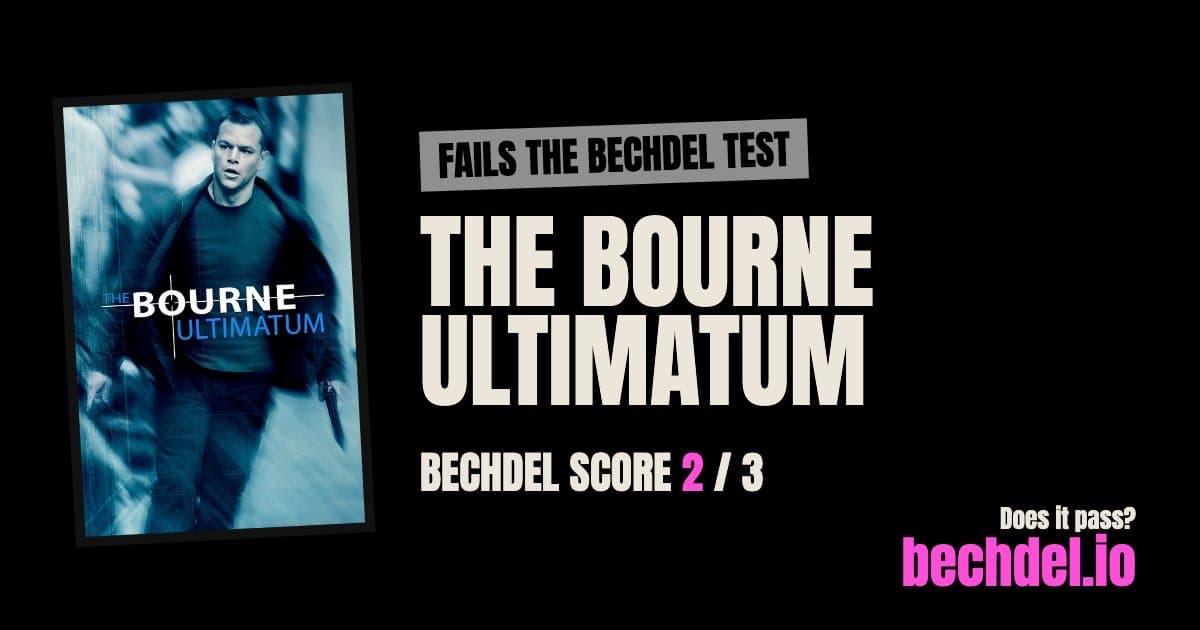 THE BOURNE
ULTIMATUM
FAILS THE BECHDEL TEST
THE BOURNE
ULTIMATUM
BECHDEL SCORE 2 / 3
Does it pass?
bechdel.io